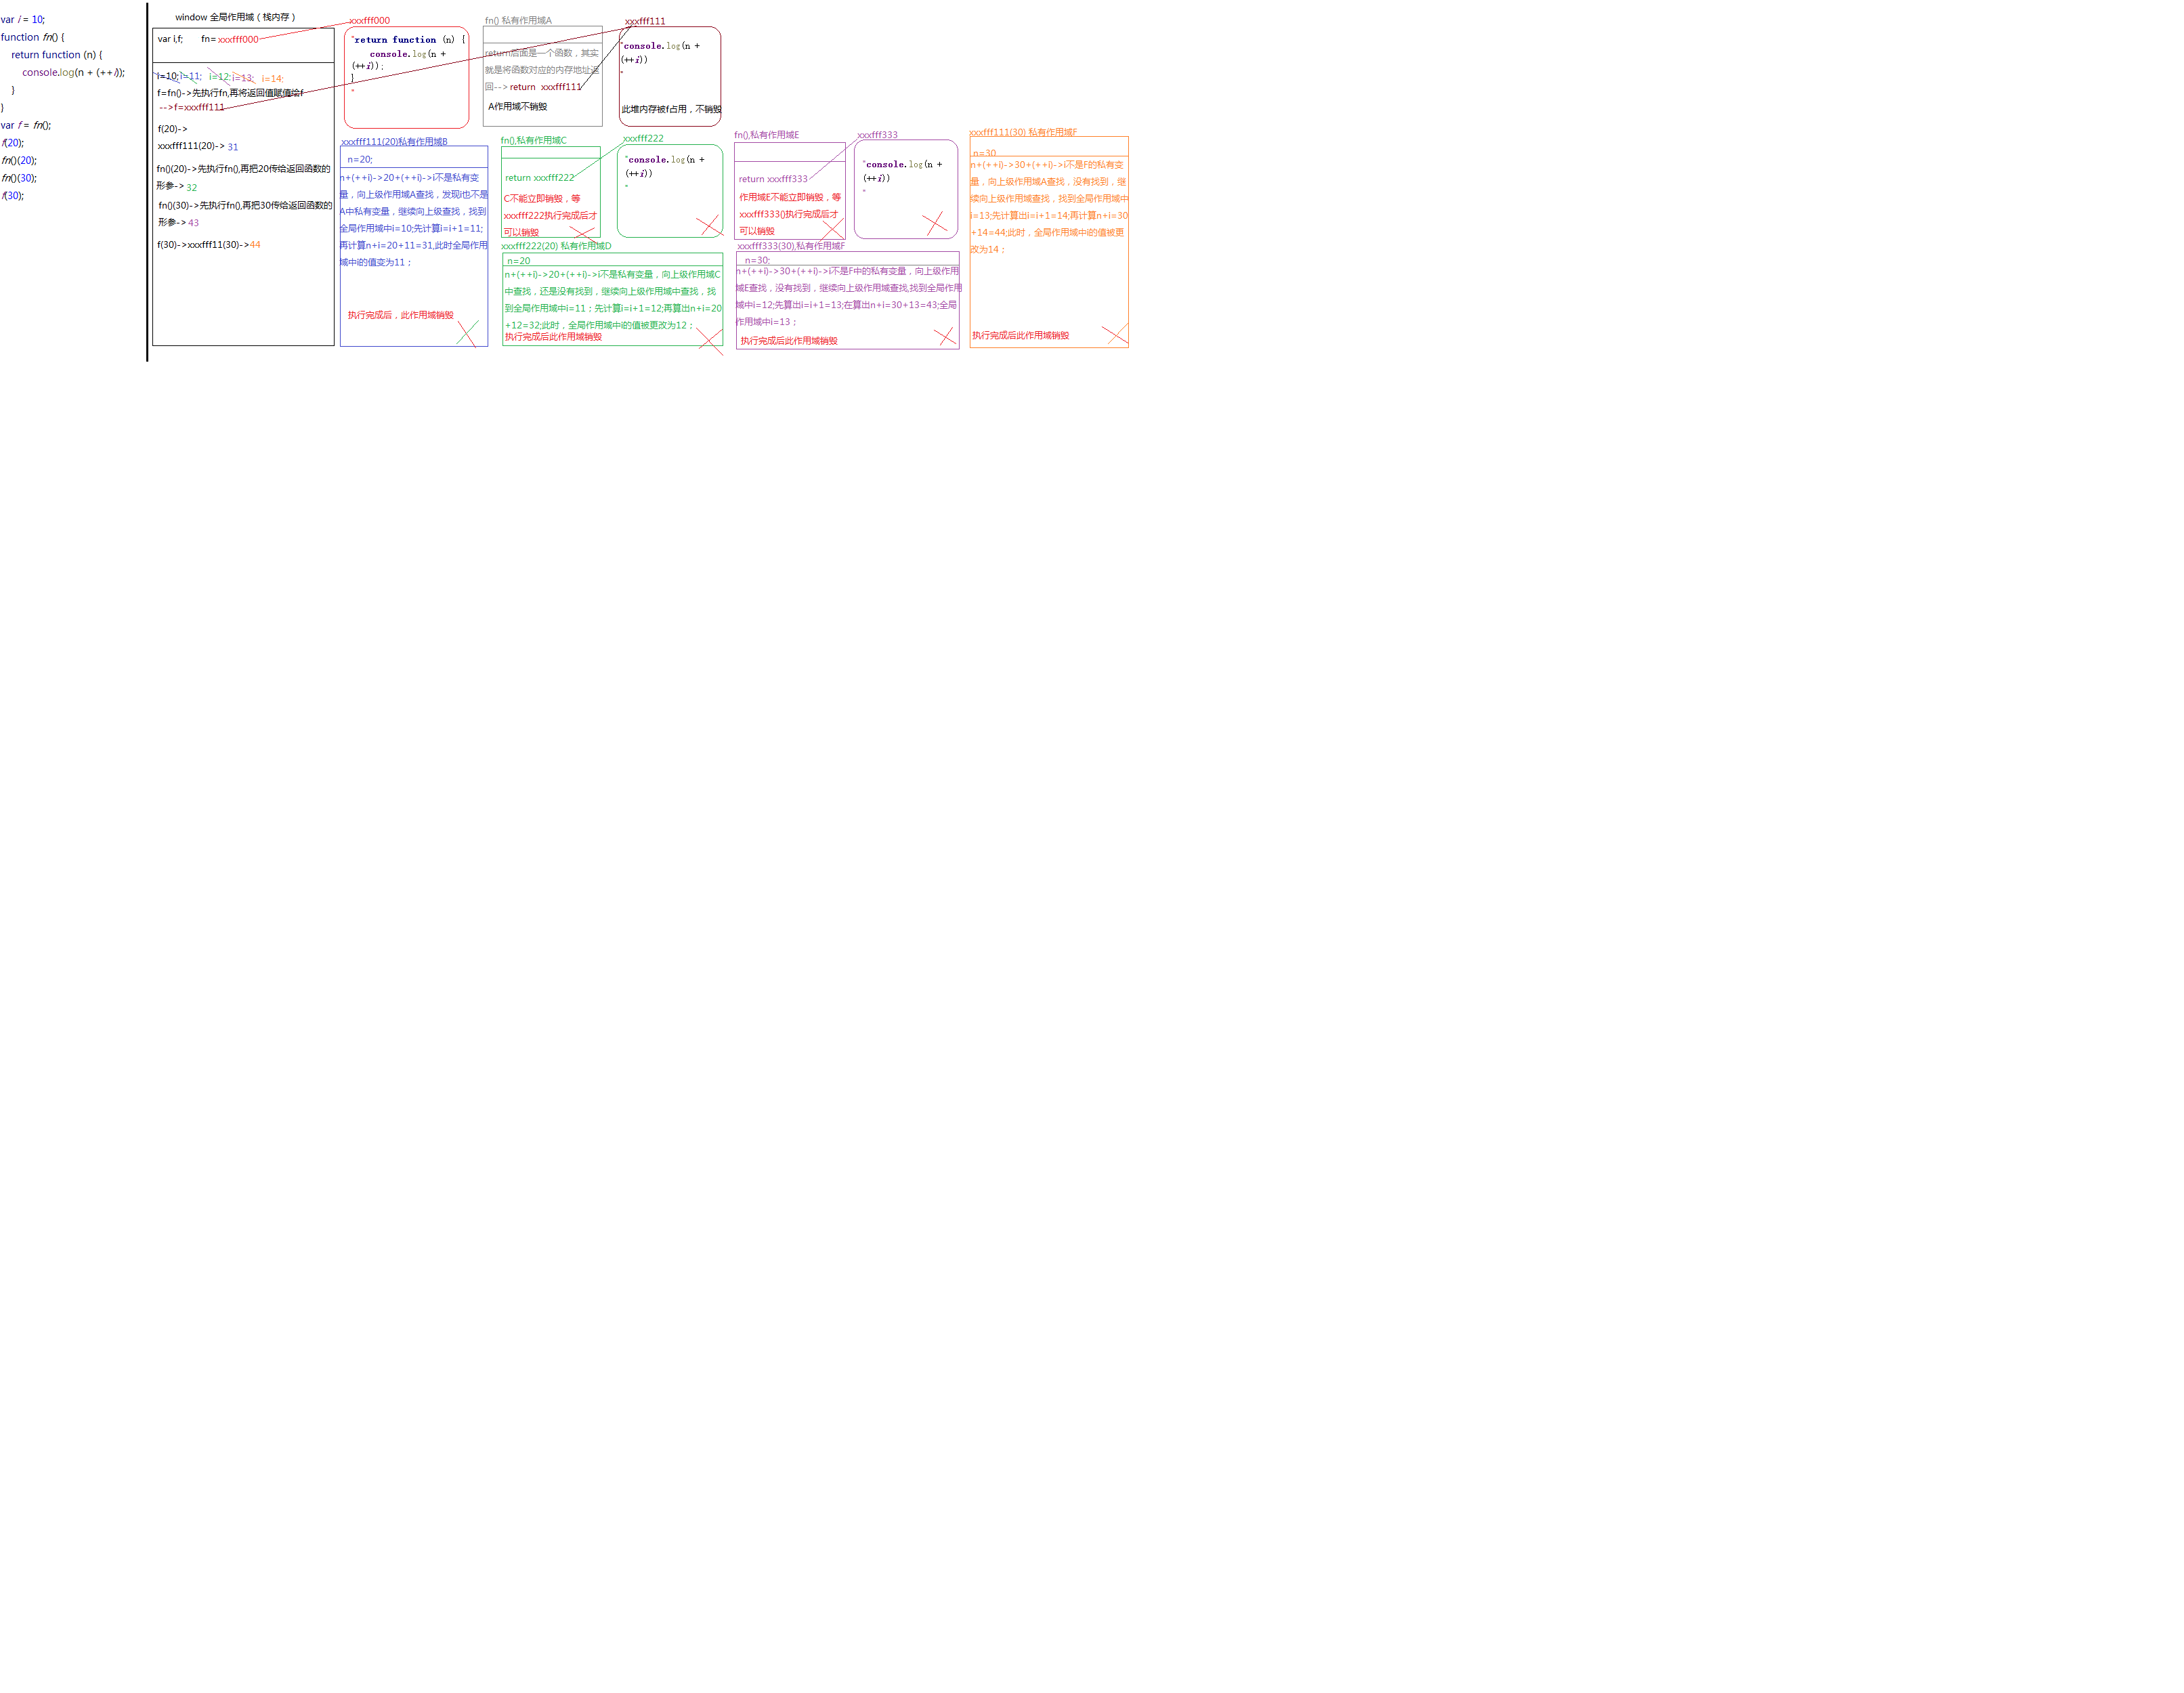 var i = 10;
function fn() {
return function (n) {
console.log(n + (++i));
}
}
var f = fn();
f(20);
fn()(20);
fn()(30);
f(30);
window 全局作用域（栈内存）
var i,f; fn= xxxfff000
i=10;i=11; i=12;i=13; i=14;
f=fn()->先执行fn,再将返回值赋值给f
-->f=xxxfff111
f(20)->
xxxfff111(20)-> 31
fn()(20)->先执行fn(),再把20传给返回函数的
形参-> 32
fn()(30)->先执行fn(),再把30传给返回函数的
形参-> 43
f(30)->xxxfff11(30)->44
xxxfff000
"return function (n) {
console.log(n +
(++i));
}
"
fn() 私有作用域A
return后面是一个函数，其实
就是将函数对应的内存地址返
回--> return xxxfff111
A作用域不销毁
xxxfff111
"console.log(n +
(++i))
"
此堆内存被f占用，不销毁
xxxfff111(20)私有作用域B
n=20;
n+(++i)->20+(++i)->i不是私有变
量，向上级作用域A查找，发现i也不是
A中私有变量，继续向上级查找，找到
全局作用域中i=10;先计算i=i+1=11;
再计算n+i=20+11=31,此时全局作用
域中i的值变为11；
执行完成后，此作用域销毁
fn(),私有作用域C
return xxxfff222
C不能立即销毁，等
xxxfff222执行完成后才
可以销毁
xxxfff222
"console.log(n +
(++i))
"
xxxfff222(20) 私有作用域D
n=20
n+(++i)->20+(++i)->i不是私有变量，向上级作用域C
中查找，还是没有找到，继续向上级作用域中查找，找
到全局作用域中i=11；先计算i=i+1=12;再算出n+i=20
+12=32;此时，全局作用域中i的值被更改为12；
执行完成后此作用域销毁
fn(),私有作用域E
return xxxfff333
作用域E不能立即销毁，等
xxxfff333()执行完成后才
可以销毁
xxxfff333
"console.log(n +
(++i))
"
xxxfff333(30),私有作用域F
n=30;
n+(++i)->30+(++i)->i不是F中的私有变量，向上级作用
域E查找，没有找到，继续向上级作用域查找,找到全局作用
域中i=12;先算出i=i+1=13;在算出n+i=30+13=43;全局
作用域中i=13；
执行完成后此作用域销毁
xxxfff111(30) 私有作用域F
n=30
n+(++i)->30+(++i)->i不是F的私有变
量，向上级作用域A查找，没有找到，继
续向上级作用域查找，找到全局作用域中
i=13;先计算出i=i+1=14;再计算n+i=30
+14=44;此时，全局作用域中i的值被更
改为14；
执行完成后此作用域销毁